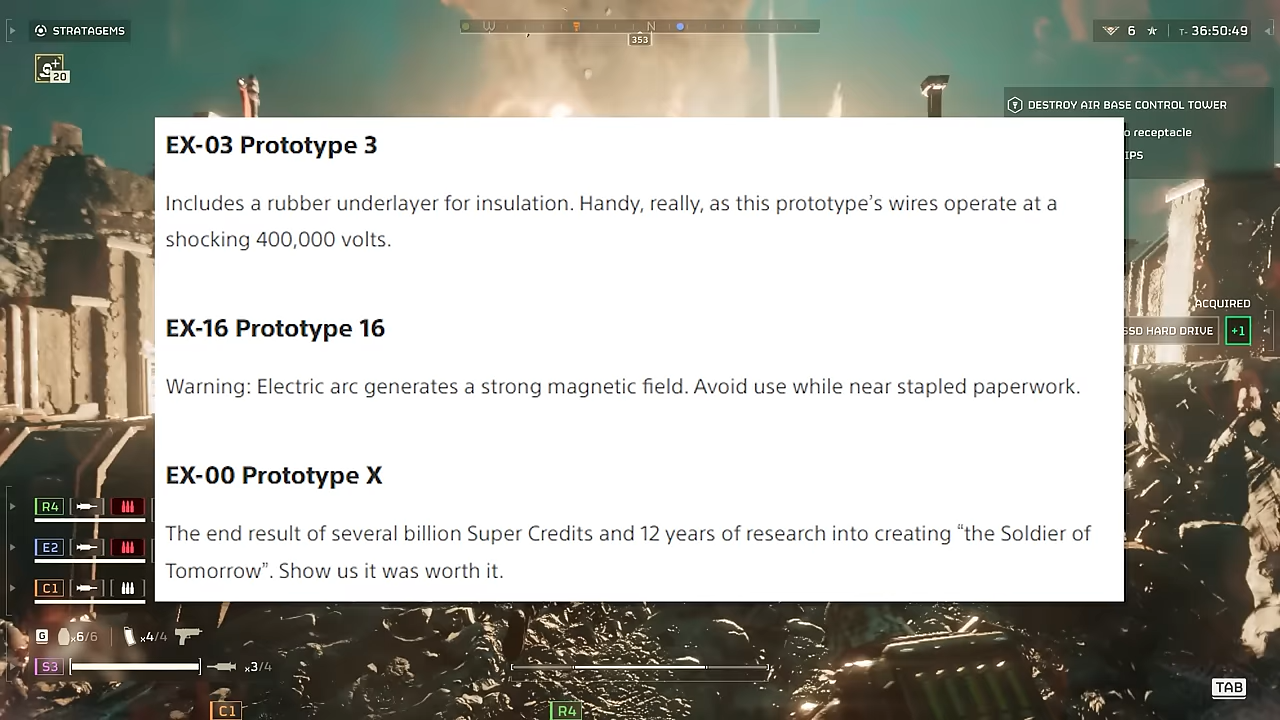 STRATAGEMS
20
W
N
353
6
T- 36:50:49
DESTROY AIR BASE CONTROL TOWER
receptacle
EX-03 Prototype 3
Includes a rubber underlayer for insulation. Handy, really, as this prototype’s wires operate at a
shocking 400,000 volts.
EX-16 Prototype 16
Warning: Electric arc generates a strong magnetic field. Avoid use while near stapled paperwork.
EX-00 Prototype X
The end result of several billion Super Credits and 12 years of research into creating “the Soldier of
Tomorrow”. Show us it was worth it.
ACQUIRED
SSD HARD DRIVE +1
R4
E2
C1
G x6/6 x4/4
S3 x3/4
C1
R4
TAB